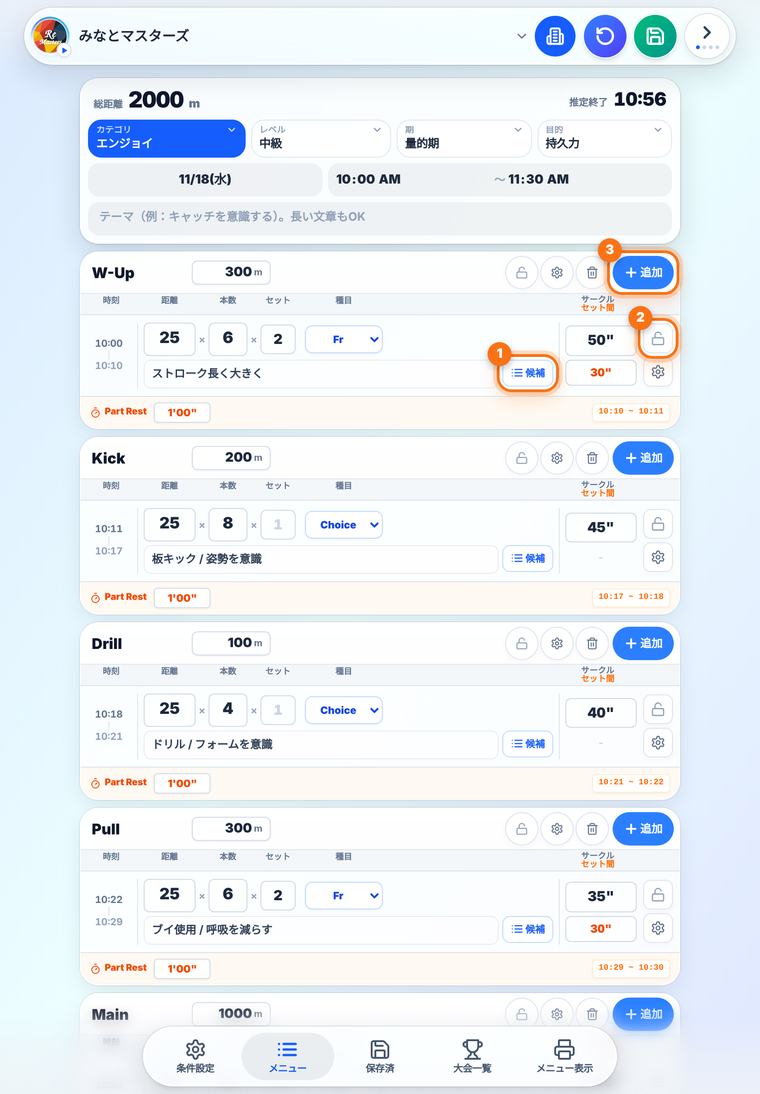 みなとマスターズ
総距離 2000 m 推定終了 10:56
カテゴリ レベル 期 目的
エンジョイ 中級 量的期 持久力
11/18(水) 10:00 AM ～ 11:30 AM
テーマ（例：キャッチを意識する）。長い文章もOK
3
W-Up 300 m + 追加
時刻 距離 本数 セット 種目 サークル
セット間
2
10:00 25 × 6 × 2 Fr 50"
1
10:10 ストローク長く大きく 候補 30"
Part Rest 1'00" 10:10 ~ 10:11
Kick 200 m + 追加
時刻 距離 本数 セット 種目 サークル
セット間
10:11 25 × 8 × 1 Choice 45"
10:17 板キック / 姿勢を意識 候補 -
Part Rest 1'00" 10:17 ~ 10:18
Drill 100 m + 追加
時刻 距離 本数 セット 種目 サークル
セット間
10:18 25 × 4 × 1 Choice 40"
10:21 ドリル / フォームを意識 候補 -
Part Rest 1'00" 10:21 ~ 10:22
Pull 300 m + 追加
時刻 距離 本数 セット 種目 サークル
セット間
10:22 25 × 6 × 2 Fr 35"
10:29 ブイ使用 / 呼吸を減らす 候補 30"
Part Rest 1'00" 10:29 ~ 10:30
Main 1000 m + 追加
条件設定 メニュー 保存済 大会一覧 メニュー表示